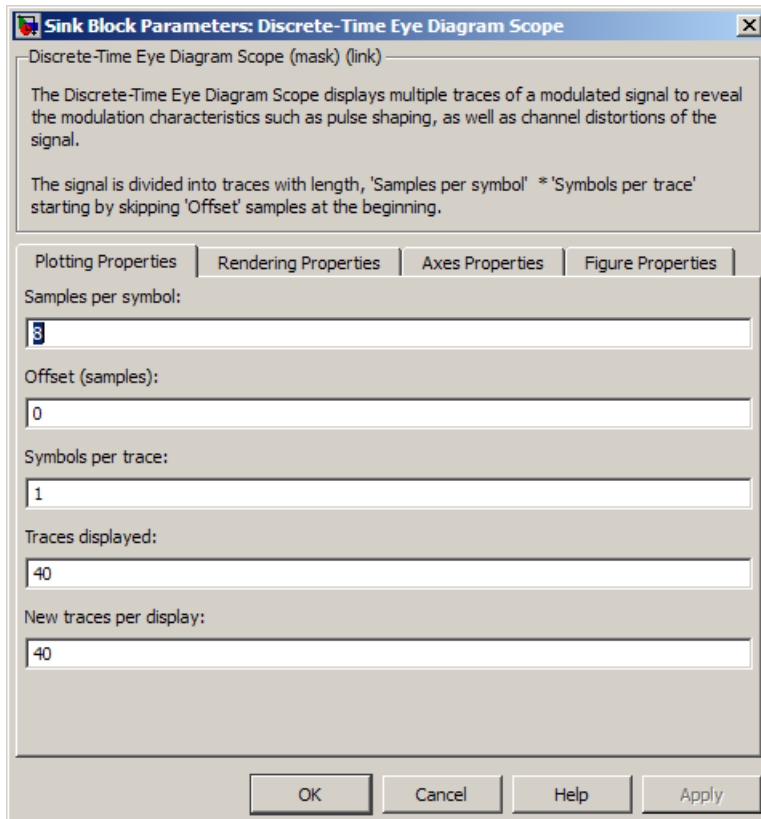 Sink Block Parameters: Discrete-Time Eye Diagram Scope
Discrete-Time Eye Diagram Scope (mask) (link)
The Discrete-Time Eye Diagram Scope displays multiple traces of a modulated signal to reveal
the modulation characteristics such as pulse shaping, as well as channel distortions of the
signal.
The signal is divided into traces with length, 'Samples per symbol' * 'Symbols per trace'
starting by skipping 'Offset' samples at the beginning.
Plotting Properties Rendering Properties Axes Properties Figure Properties
Samples per symbol:
8
Offset (samples):
0
Symbols per trace:
1
Traces displayed:
40
New traces per display:
40
OK Cancel Help Apply